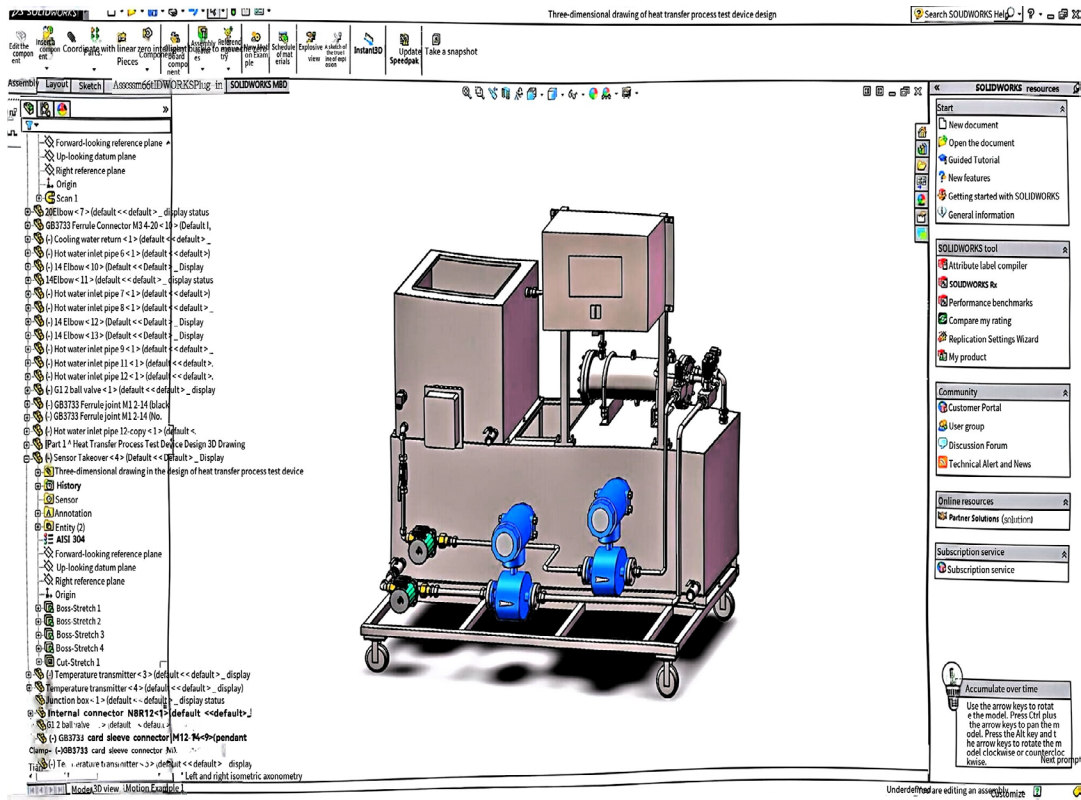 SOLIDWORKS
Three-dimensional drawing of heat transfer process test device design
Search SOLIDWORKS Help
Edit the component
Insert a component
Coordinate with linear zero
Parts.
Pieces
Assembly
Schedule of materials
Explosive view
Instant3D
Update Speedpak
Take a snapshot
Assembly
Layout
Sketch
SOLIDWORKS MBD
Forward-looking reference plane
Up-looking datum plane
Right reference plane
Origin
Scan 1
20Elbow < 7 > (default < < default > _ display status
GB3733 Ferrule Connector M3 4-20 < 10 > (Default I,
(-) Cooling water return < 1 > (default < < default > _
(-) Hot water inlet pipe 6 < 1 > (default < < default *)
(-) 14 Elbow < 10 > (Default < < Default > _ Display
14Elbow < 11 > (default < < default > _ display status
(-) Hot water inlet pipe 7 < 1 > (default < < default *)
(-) Hot water inlet pipe 8 < 1 > (default < < default > _
(-) 14 Elbow < 12 > (Default < < Default > _ Display
(-) 14 Elbow < 13 > (Default < < Default > _ Display
(-) Hot water inlet pipe 9 < 1 > (default < < default > _
(-) Hot water inlet pipe 11 < 1 > (default < < default >.
(-) Hot water inlet pipe 12 < 1 > (default < < default >.
(-) G1 2 ball valve < 1 > (default < < default > _ display
(-) GB3733 Ferrule joint M1 2-14 (black
(-) GB3733 Ferrule joint M1 2-14 (No.
(-) Hot water inlet pipe 12-copy < 1 > (default <.
[Part 1 ^ Heat Transfer Process Test Device Design 3D Drawing
(-) Sensor Takeover < 4 > (Default < < Default > _ Display
Three-dimensional drawing in the design of heat transfer process test device
History
Sensor
Annotation
Entity (2)
AISI 304
Forward-looking reference plane
Up-looking datum plane
Right reference plane
Origin
Boss-Stretch 1
Boss-Stretch 2
Boss-Stretch 3
Boss-Stretch 4
Cut-Stretch 1
(-) Temperature transmitter < 3 > (default < < default > _ display
Temperature transmitter < 4 > (default < < default > _ display)
Junction box < 1 > (default < < default > _ display status
Internal connector NBR12<1> (default <<default>_
G1 2 ball valve
(-) GB3733 card sleeve connector M12-14<9>(pendant
(-)GB3733 card sleeve connector
* Left and right isometric axonometry
Model
3D view
Motion Example 1
SOLIDWORKS resources
Start
New document
Open the document
Guided Tutorial
New features
Getting started with SOLIDWORKS
General information
SOLIDWORKS tool
Attribute label compiler
SOLIDWORKS Rx
Performance benchmarks
Compare my rating
Replication Settings Wizard
My product
Community
Customer Portal
User group
Discussion Forum
Technical Alert and News
Online resources
Partner Solutions (solution)
Subscription service
Subscription service
Accumulate over time
Use the arrow keys to rotat
e the model. Press Ctrl plus
the arrow keys to pan the m
odel. Press the Alt key and t
he arrow keys to rotate the m
odel clockwise or countercloc
kwise.
Next prompt
are editing an assembly
Customize